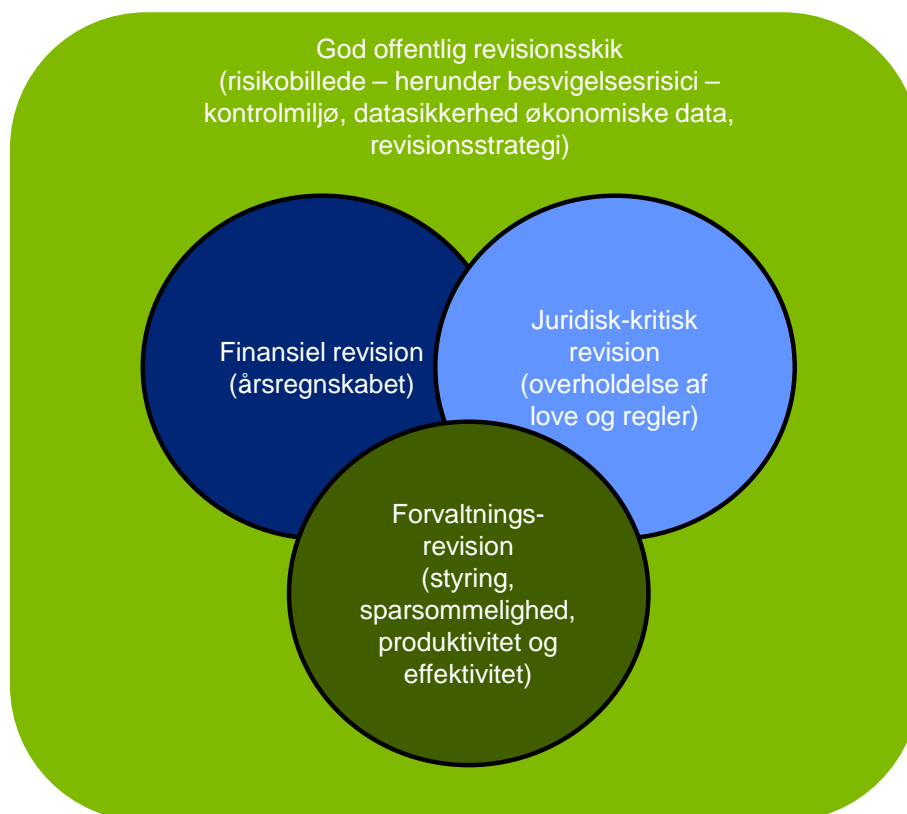 God offentlig revisionsskik
(risikobillede – herunder besvigelsesrisici –
kontrolmiljø, datasikkerhed økonomiske data,
revisionsstrategi)
Finansiel revision
(årsregnskabet)
Juridisk-kritisk
revision
(overholdelse af
love og regler)
Forvaltnings-
revision
(styring,
sparsommelighed,
produktivitet og
effektivitet)